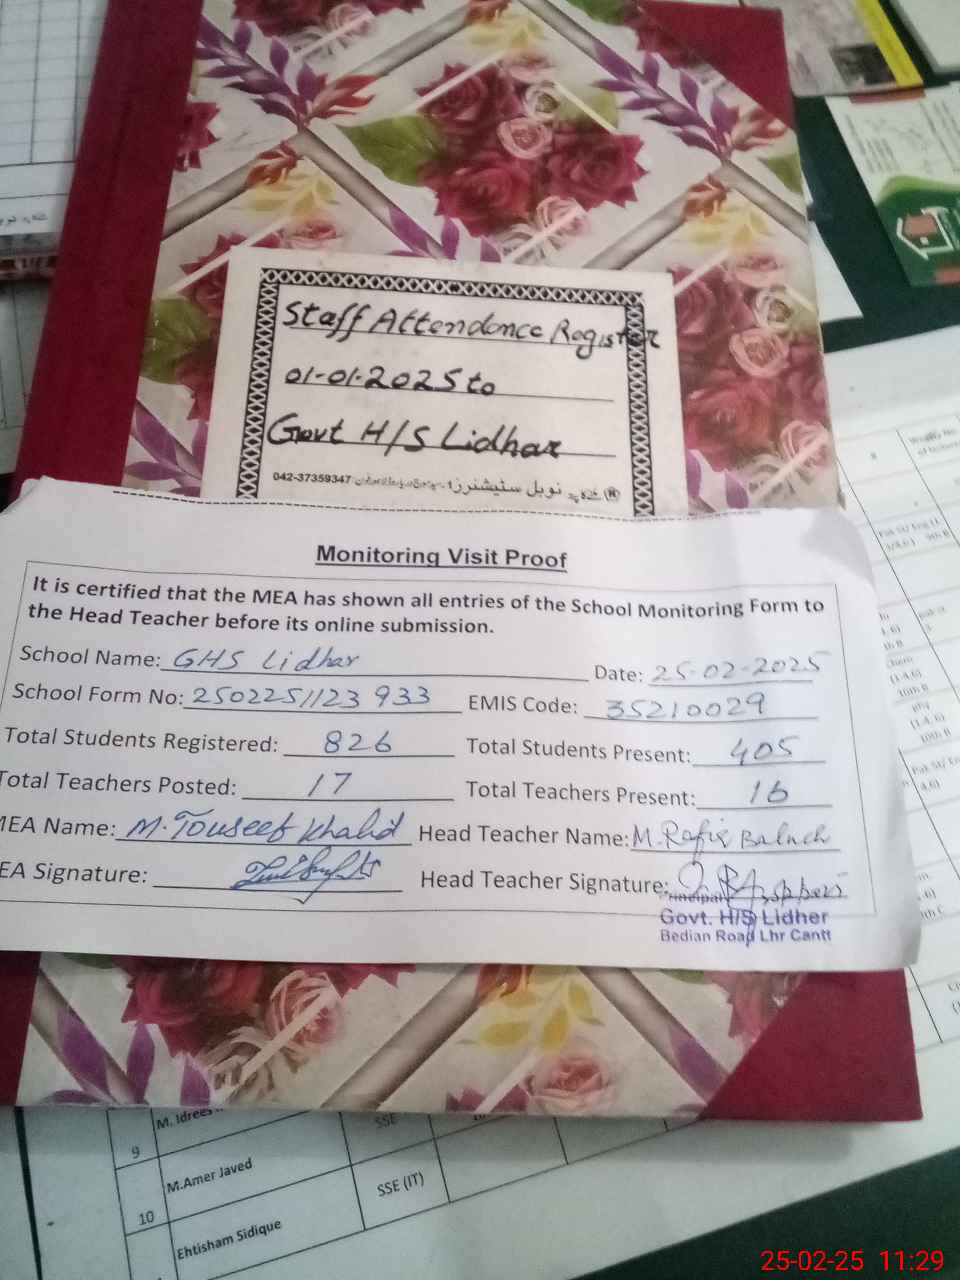 Staff Attendonce Register
01-01-2025 to
Govt H/S Lidhar
042-37359347
نوبل سٹیشنرز
Monitoring Visit Proof
It is certified that the MEA has shown all entries of the School Monitoring Form to
the Head Teacher before its online submission.
School Name: GHS Lidhar Date: 25-02-2025
School Form No: 2502251123933 EMIS Code: 35210029
Total Students Registered: 826 Total Students Present: 405
Total Teachers Posted: 17 Total Teachers Present: 16
MEA Name: M. Touseef Khalid Head Teacher Name: M. Rafiq Baluch
EA Signature: Head Teacher Signature:
Principal
Govt. H/S Lidher
Bedian Road Lhr Cantt
9 M. Idrees SSE
10 M.Amer Javed SSE (IT)
Ehtisham Sidique
25-02-25 11:29